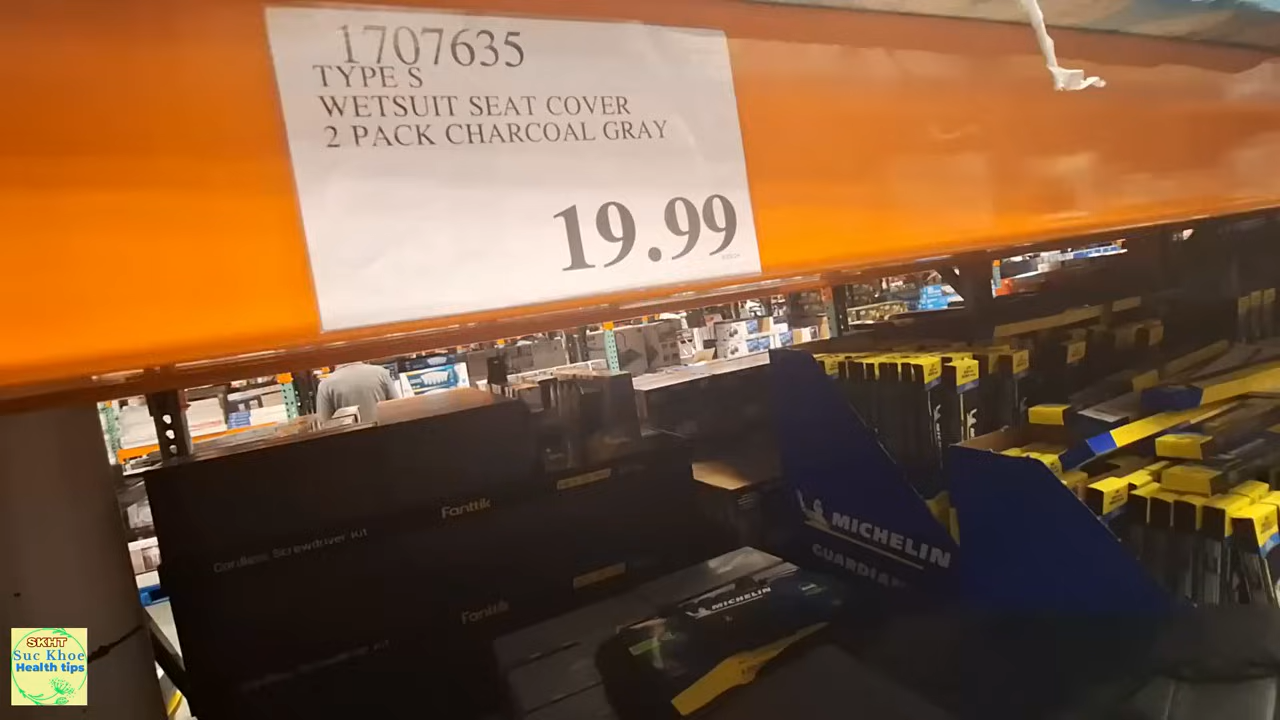 1707635
TYPE S
WETSUIT SEAT COVER
2 PACK CHARCOAL GRAY
19.99
Fanttik
Cordless Screwdriver Kit
Fanttik
MICHELIN
GUARDIAN
MICHELIN
SKHT
Suc Khoe
Health tips